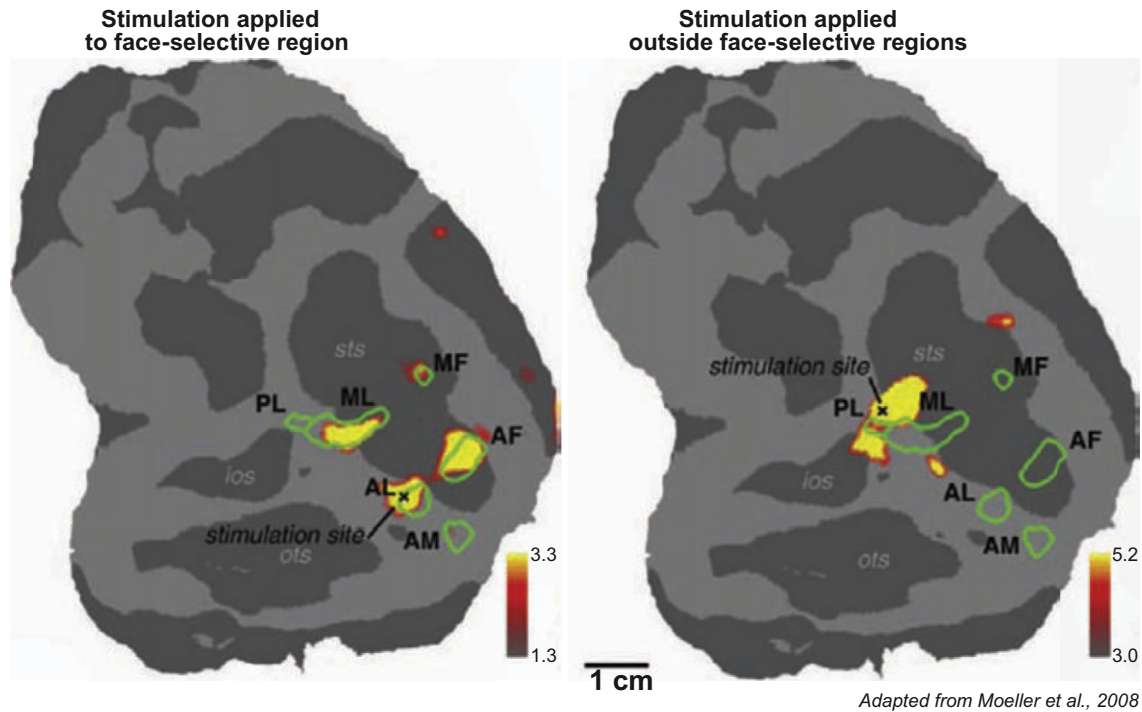 Stimulation applied
to face-selective region
Stimulation applied
outside face-selective regions
sts
MF
PL
ML
AF
ios
AL
stimulation site
AM
ots
3.3
1.3
sts
stimulation site
MF
PL
ML
AF
ios
AL
AM
ots
5.2
3.0
1 cm
Adapted from Moeller et al., 2008